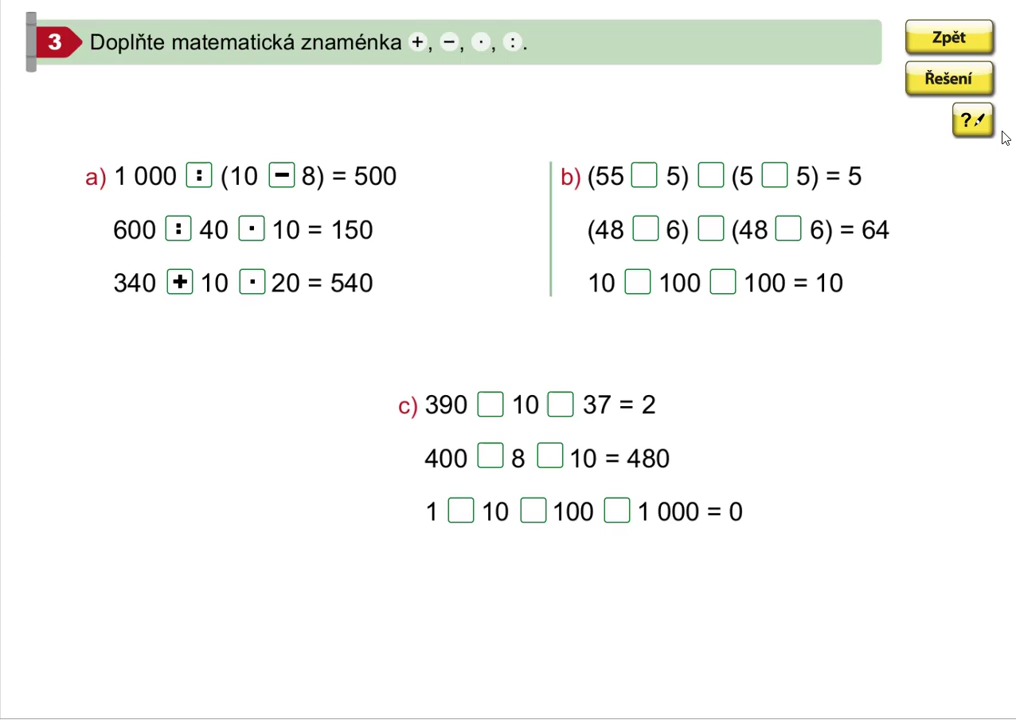 3 Doplňte matematická znaménka +, −, ·, :.
Zpět
Řešení
?
a) 1 000 : (10 − 8) = 500
600 : 40 · 10 = 150
340 + 10 · 20 = 540
b) (55 □ 5) □ (5 □ 5) = 5
(48 □ 6) □ (48 □ 6) = 64
10 □ 100 □ 100 = 10
c) 390 □ 10 □ 37 = 2
400 □ 8 □ 10 = 480
1 □ 10 □ 100 □ 1 000 = 0